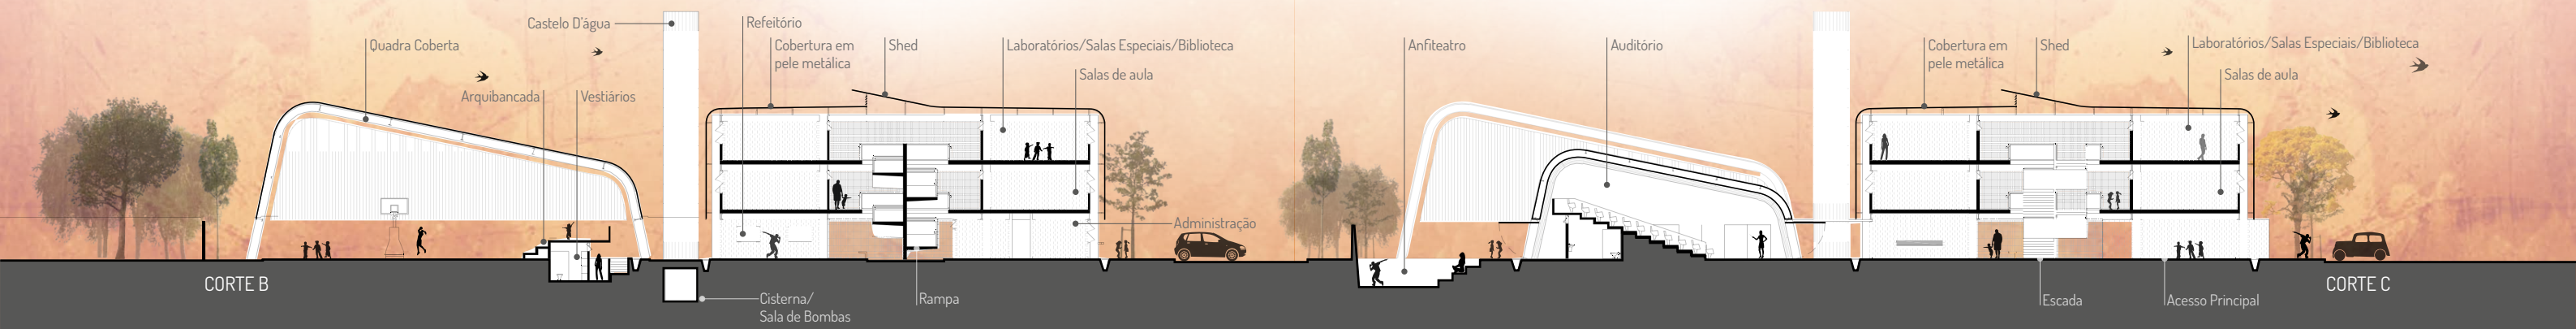 Castelo D'água
Refeitório
Quadra Coberta
Cobertura em
pele metálica
Shed
Laboratórios/Salas Especiais/Biblioteca
Salas de aula
Arquibancada
Vestiários
Administração
CORTE B
Cisterna/
Sala de Bombas
Rampa
Anfiteatro
Auditório
Cobertura em
pele metálica
Shed
Laboratórios/Salas Especiais/Biblioteca
Salas de aula
CORTE C
Escada
Acesso Principal